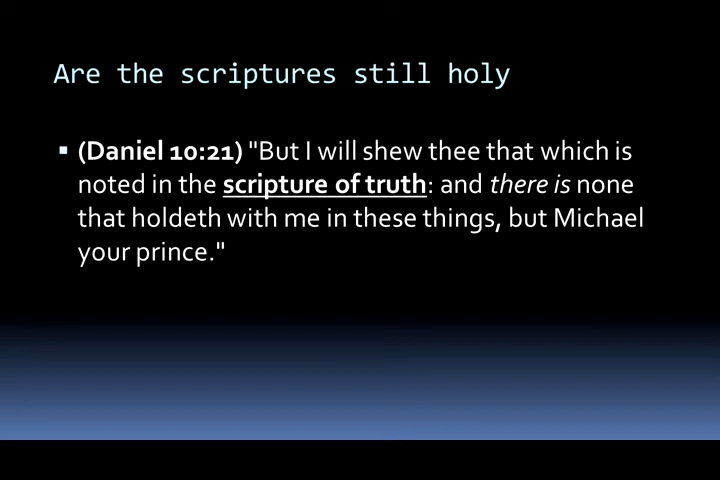 Are the scriptures still holy
▪ (Daniel 10:21) "But I will shew thee that which is
noted in the scripture of truth: and there is none
that holdeth with me in these things, but Michael
your prince."